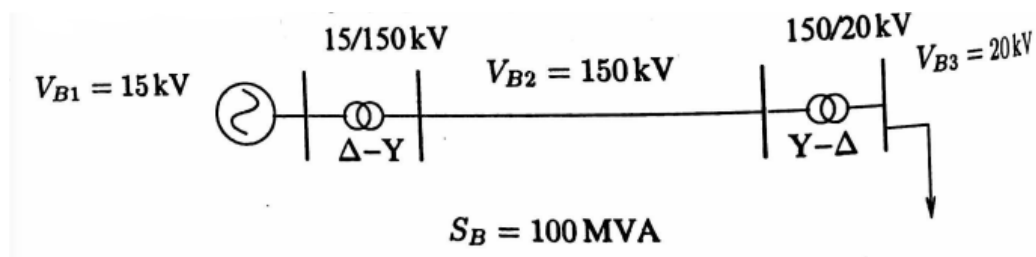 15/150 kV
150/20 kV
V_{B1} = 15 kV
V_{B2} = 150 kV
V_{B3} = 20 kV
Δ–Y
Y–Δ
S_B = 100 MVA